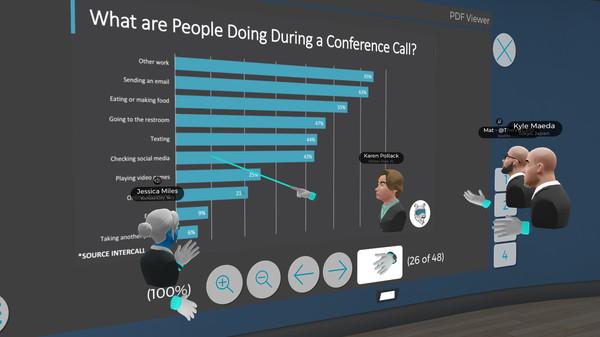 PDF Viewer
What are People Doing During a Conference Call?
Other work
65%
Sending an email
63%
Eating or making food
55%
Going to the restroom
47%
Texting
44%
Checking social media
43%
Playing video games
25%
21
9%
Taking another
6%
*SOURCE INTERCALL
Jessica Miles
Karen Pollack
Mat - @T
Kyle Maeda
Tokyo, Japan
4
(100%)
(26 of 48)